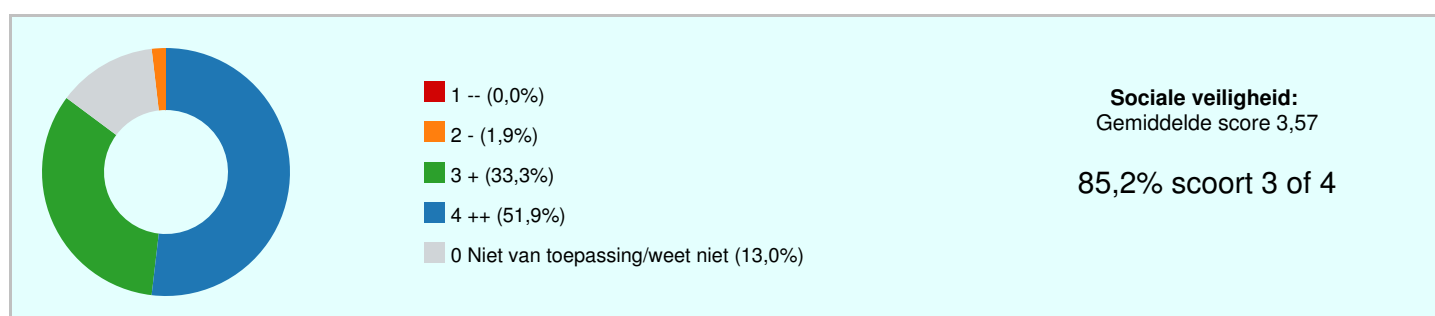 1 -- (0,0%)
2 - (1,9%)
3 + (33,3%)
4 ++ (51,9%)
0 Niet van toepassing/weet niet (13,0%)
Sociale veiligheid:
Gemiddelde score 3,57
85,2% scoort 3 of 4